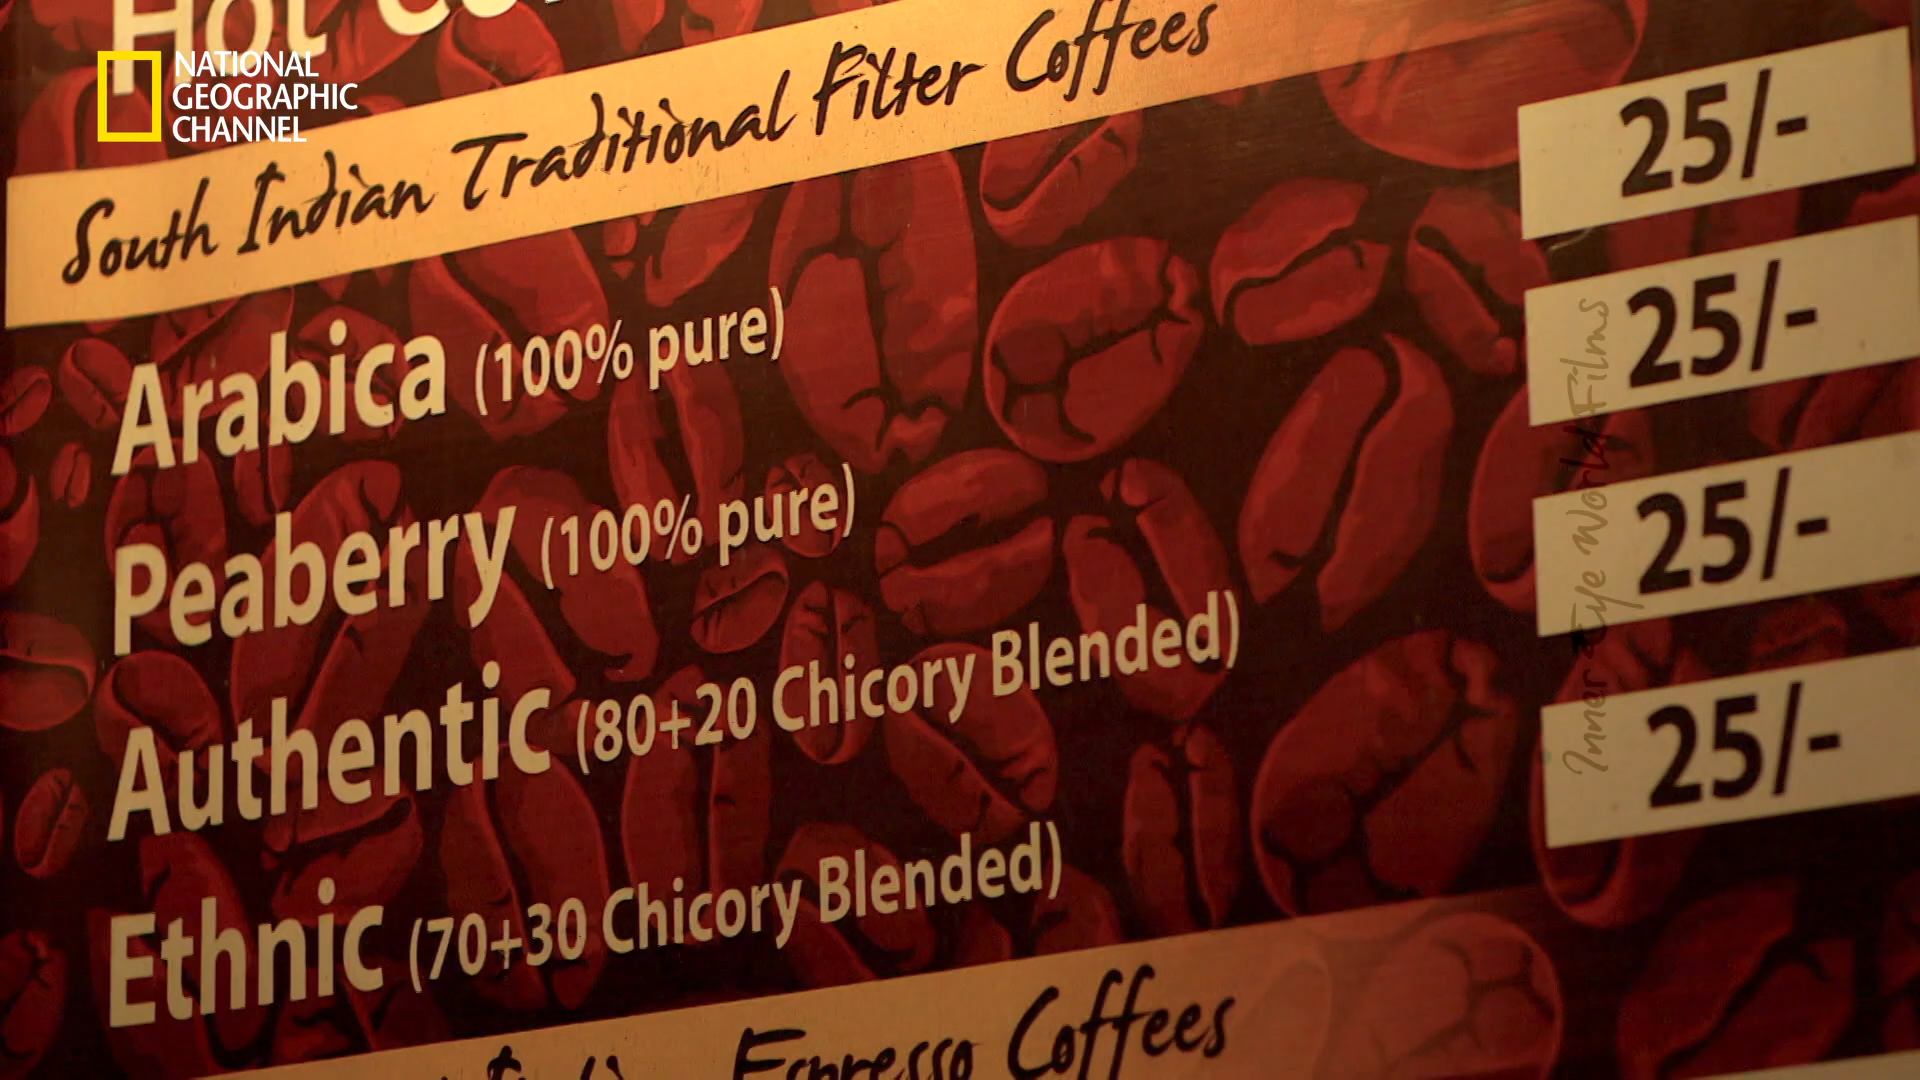 Hot
NATIONAL
GEOGRAPHIC
CHANNEL
South Indian Traditional Filter Coffees
Arabica (100% pure) 25/-
Peaberry (100% pure) 25/-
Authentic (80+20 Chicory Blended) 25/-
Ethnic (70+30 Chicory Blended) 25/-
Espresso Coffees
Inner Eye World Films